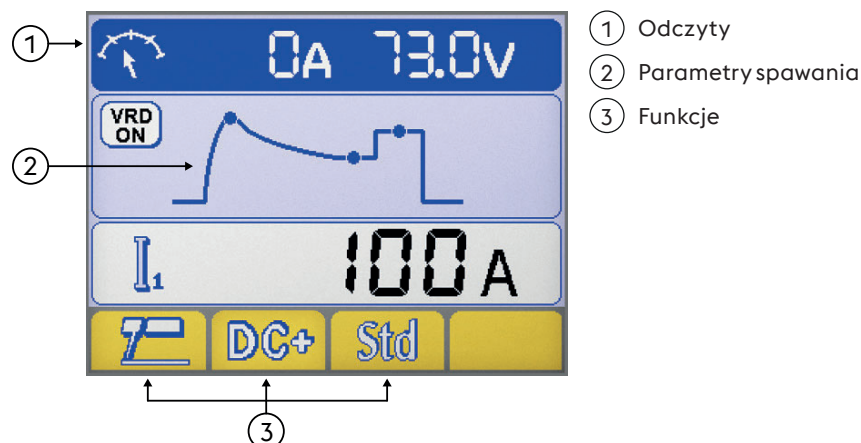 1 Odczyty
2 Parametry spawania
3 Funkcje
1
0A 73.0V
VRD
ON
2
I1 100A
DC+ Std
3